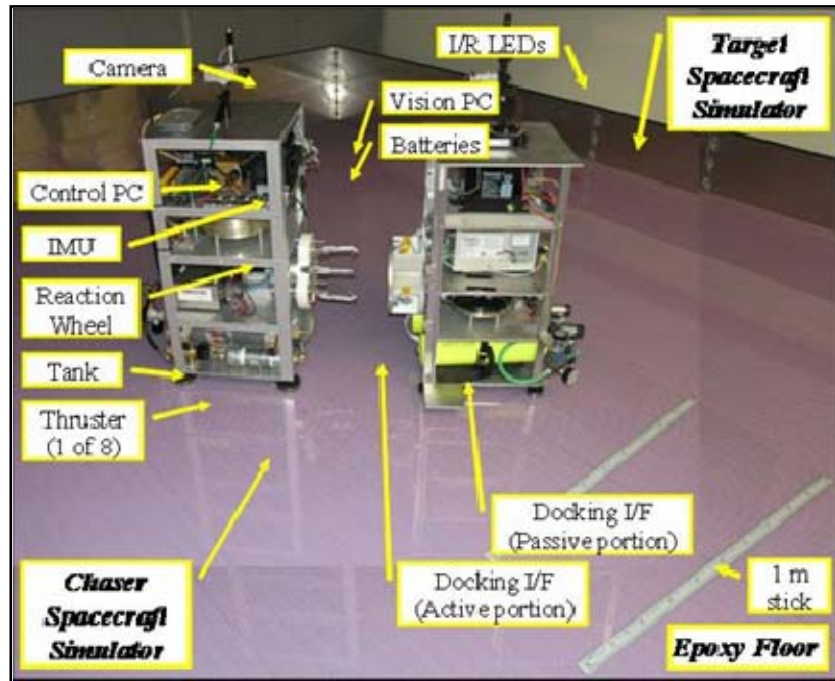 Camera
I/R LEDs
Target
Spacecraft
Simulator
Vision PC
Batteries
Control PC
IMU
Reaction
Wheel
Tank
Thruster
(1 of 8)
Docking I/F
(Passive portion)
Docking I/F
(Active portion)
1 m
stick
Chaser
Spacecraft
Simulator
Epoxy Floor